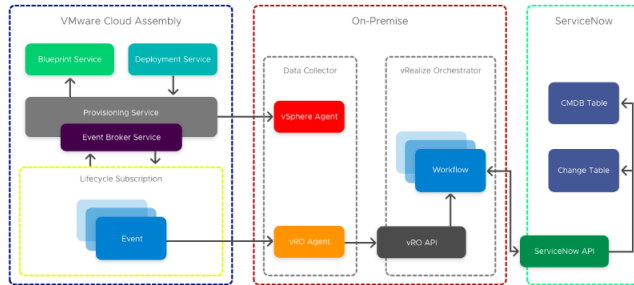 VMware Cloud Assembly
On-Premise
ServiceNow
Blueprint Service
Deployment Service
Data Collector
vRealize Orchestrator
Provisioning Service
Event Broker Service
vSphere Agent
CMDB Table
Lifecycle Subscription
Workflow
Change Table
Event
vRO Agent
vRO API
ServiceNow API